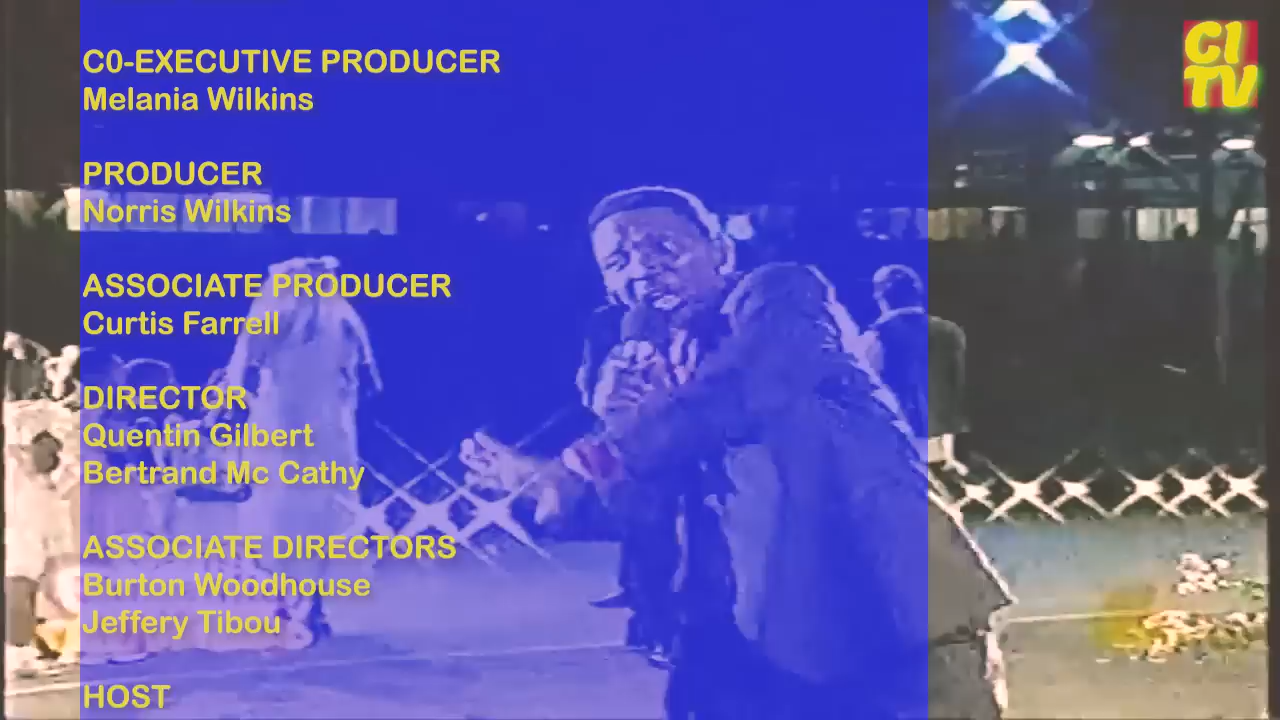 C0-EXECUTIVE PRODUCER
Melania Wilkins
PRODUCER
Norris Wilkins
ASSOCIATE PRODUCER
Curtis Farrell
DIRECTOR
Quentin Gilbert
Bertrand Mc Cathy
ASSOCIATE DIRECTORS
Burton Woodhouse
Jeffery Tibou
HOST
CI
TV